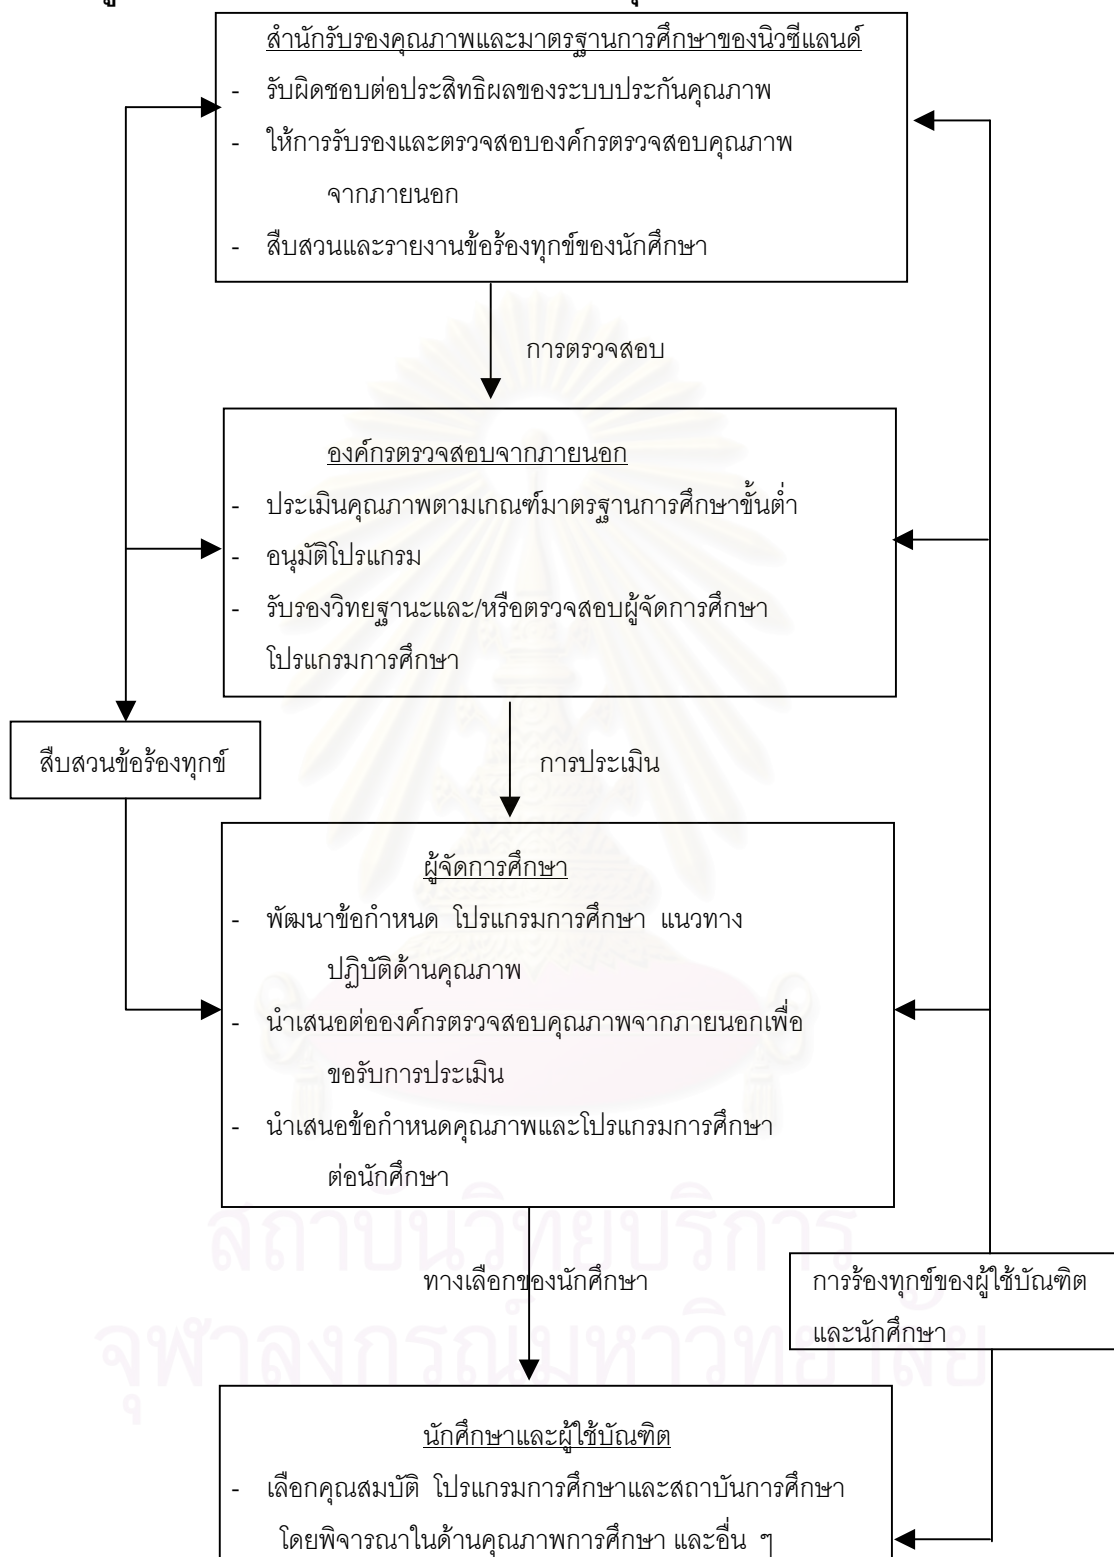 สำนักรับรองคุณภาพและมาตรฐานการศึกษาของนิวซีแลนด์
- รับผิดชอบต่อประสิทธิผลของระบบประกันคุณภาพ
- ให้การรับรองและตรวจสอบองค์กรตรวจสอบคุณภาพ
จากภายนอก
- สืบสวนและรายงานข้อร้องทุกข์ของนักศึกษา
การตรวจสอบ
องค์กรตรวจสอบจากภายนอก
- ประเมินคุณภาพตามเกณฑ์มาตรฐานการศึกษาขั้นต่ำ
- อนุมัติโปรแกรม
- รับรองวิทยฐานะและ/หรือตรวจสอบผู้จัดการศึกษา
โปรแกรมการศึกษา
สืบสวนข้อร้องทุกข์
การประเมิน
ผู้จัดการศึกษา
- พัฒนาข้อกำหนด โปรแกรมการศึกษา แนวทาง
ปฏิบัติด้านคุณภาพ
- นำเสนอต่อองค์กรตรวจสอบคุณภาพจากภายนอกเพื่อ
ขอรับการประเมิน
- นำเสนอข้อกำหนดคุณภาพและโปรแกรมการศึกษา
ต่อนักศึกษา
สถาบันวิทยบริการ
ทางเลือกของนักศึกษา
การร้องทุกข์ของผู้ใช้บัณฑิต
และนักศึกษา
จุฬาลงกรณ์มหาวิทยาลัย
นักศึกษาและผู้ใช้บัณฑิต
- เลือกคุณสมบัติ โปรแกรมการศึกษาและสถาบันการศึกษา
โดยพิจารณาในด้านคุณภาพการศึกษา และอื่น ๆ